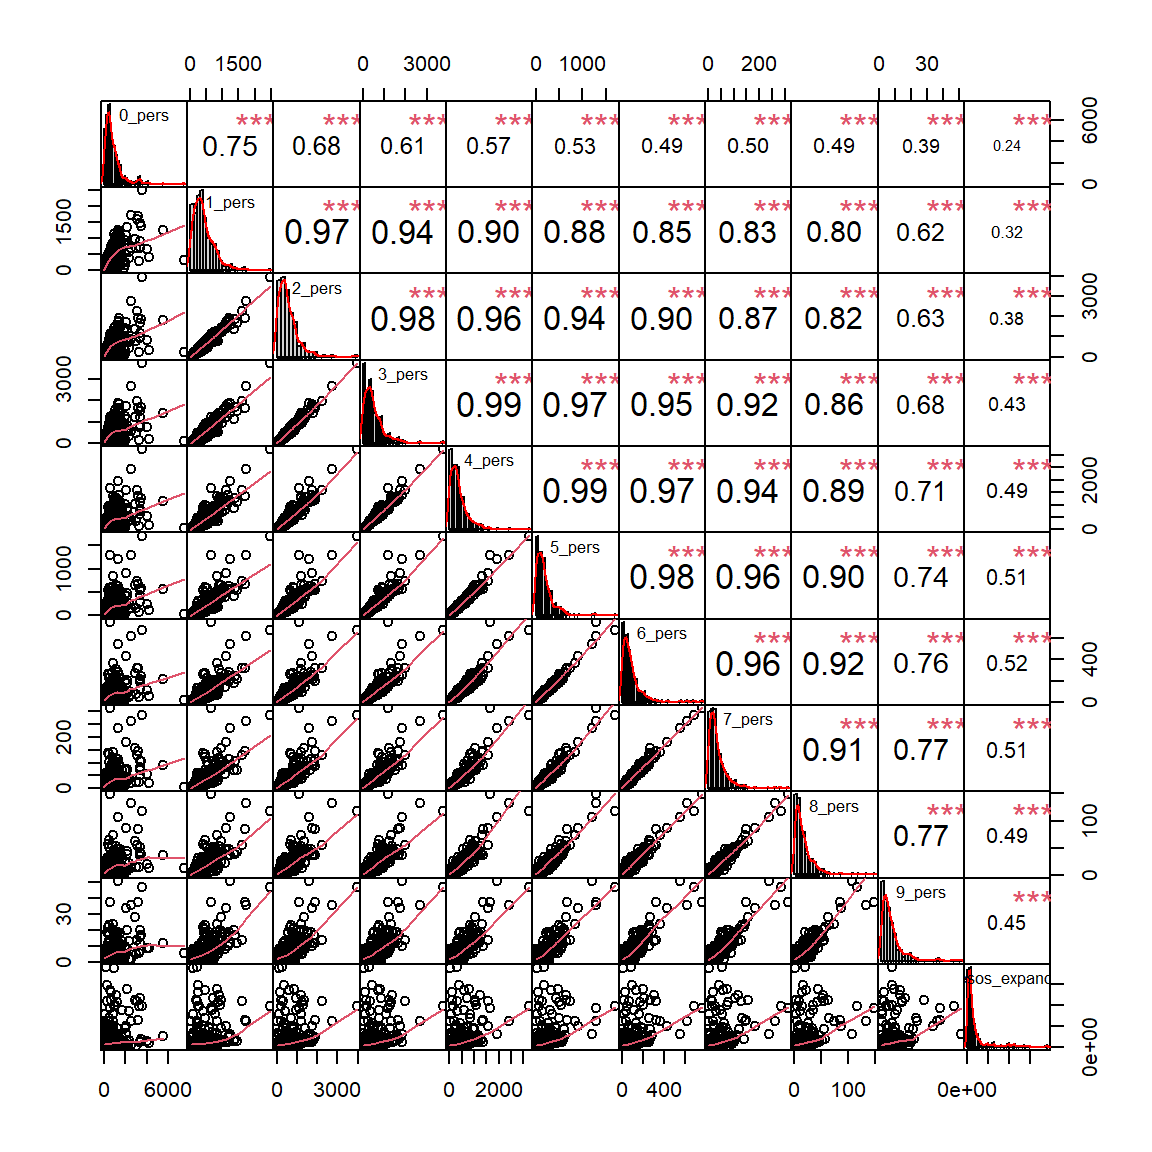 0 1500 0 3000 0 1000 0 200 0 30
0_pers *** *** *** *** *** *** *** *** *** ***
0.75 0.68 0.61 0.57 0.53 0.49 0.50 0.49 0.39 0.24
0 6000
1_pers *** *** *** *** *** *** *** *** ***
0.97 0.94 0.90 0.88 0.85 0.83 0.80 0.62 0.32
0 1500
2_pers *** *** *** *** *** *** *** ***
0.98 0.96 0.94 0.90 0.87 0.82 0.63 0.38
0 3000
3_pers *** *** *** *** *** *** ***
0.99 0.97 0.95 0.92 0.86 0.68 0.43
0 3000
4_pers *** *** *** *** *** ***
0.99 0.97 0.94 0.89 0.71 0.49
0 2000
5_pers *** *** *** *** ***
0.98 0.96 0.90 0.74 0.51
0 1000
6_pers *** *** *** ***
0.96 0.92 0.76 0.52
0 400
7_pers *** *** ***
0.91 0.77 0.51
0 200
8_pers *** ***
0.77 0.49
0 100
9_pers ***
0.45
0 30
sos_expand
0e+00
0 6000 0 3000 0 2000 0 400 0 100 0e+00